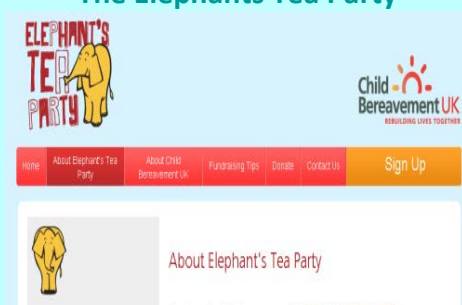 The Elephants Tea Party
ELEPHANT'S
TEA
PARTY
Child
Bereavement UK
REBUILDING LIVES TOGETHER
Home
About Elephant's Tea
Party
About Child
Bereavement UK
Fundraising Tips
Donate
Contact Us
Sign Up
About Elephant's Tea Party